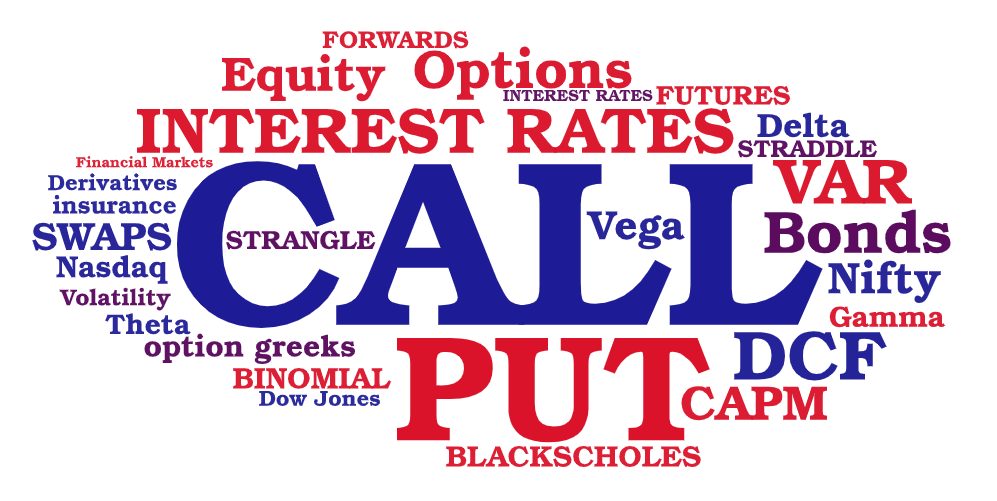 FORWARDS
Equity
Options
INTEREST RATES
FUTURES
INTEREST RATES
Delta
STRADDLE
Financial Markets
VAR
Derivatives
insurance
CALL
STRANGLE
Vega
Bonds
SWAPS
Nasdaq
Nifty
Volatility
Theta
Gamma
option greeks
PUT
DCF
BINOMIAL
Dow Jones
CAPM
BLACKSCHOLES